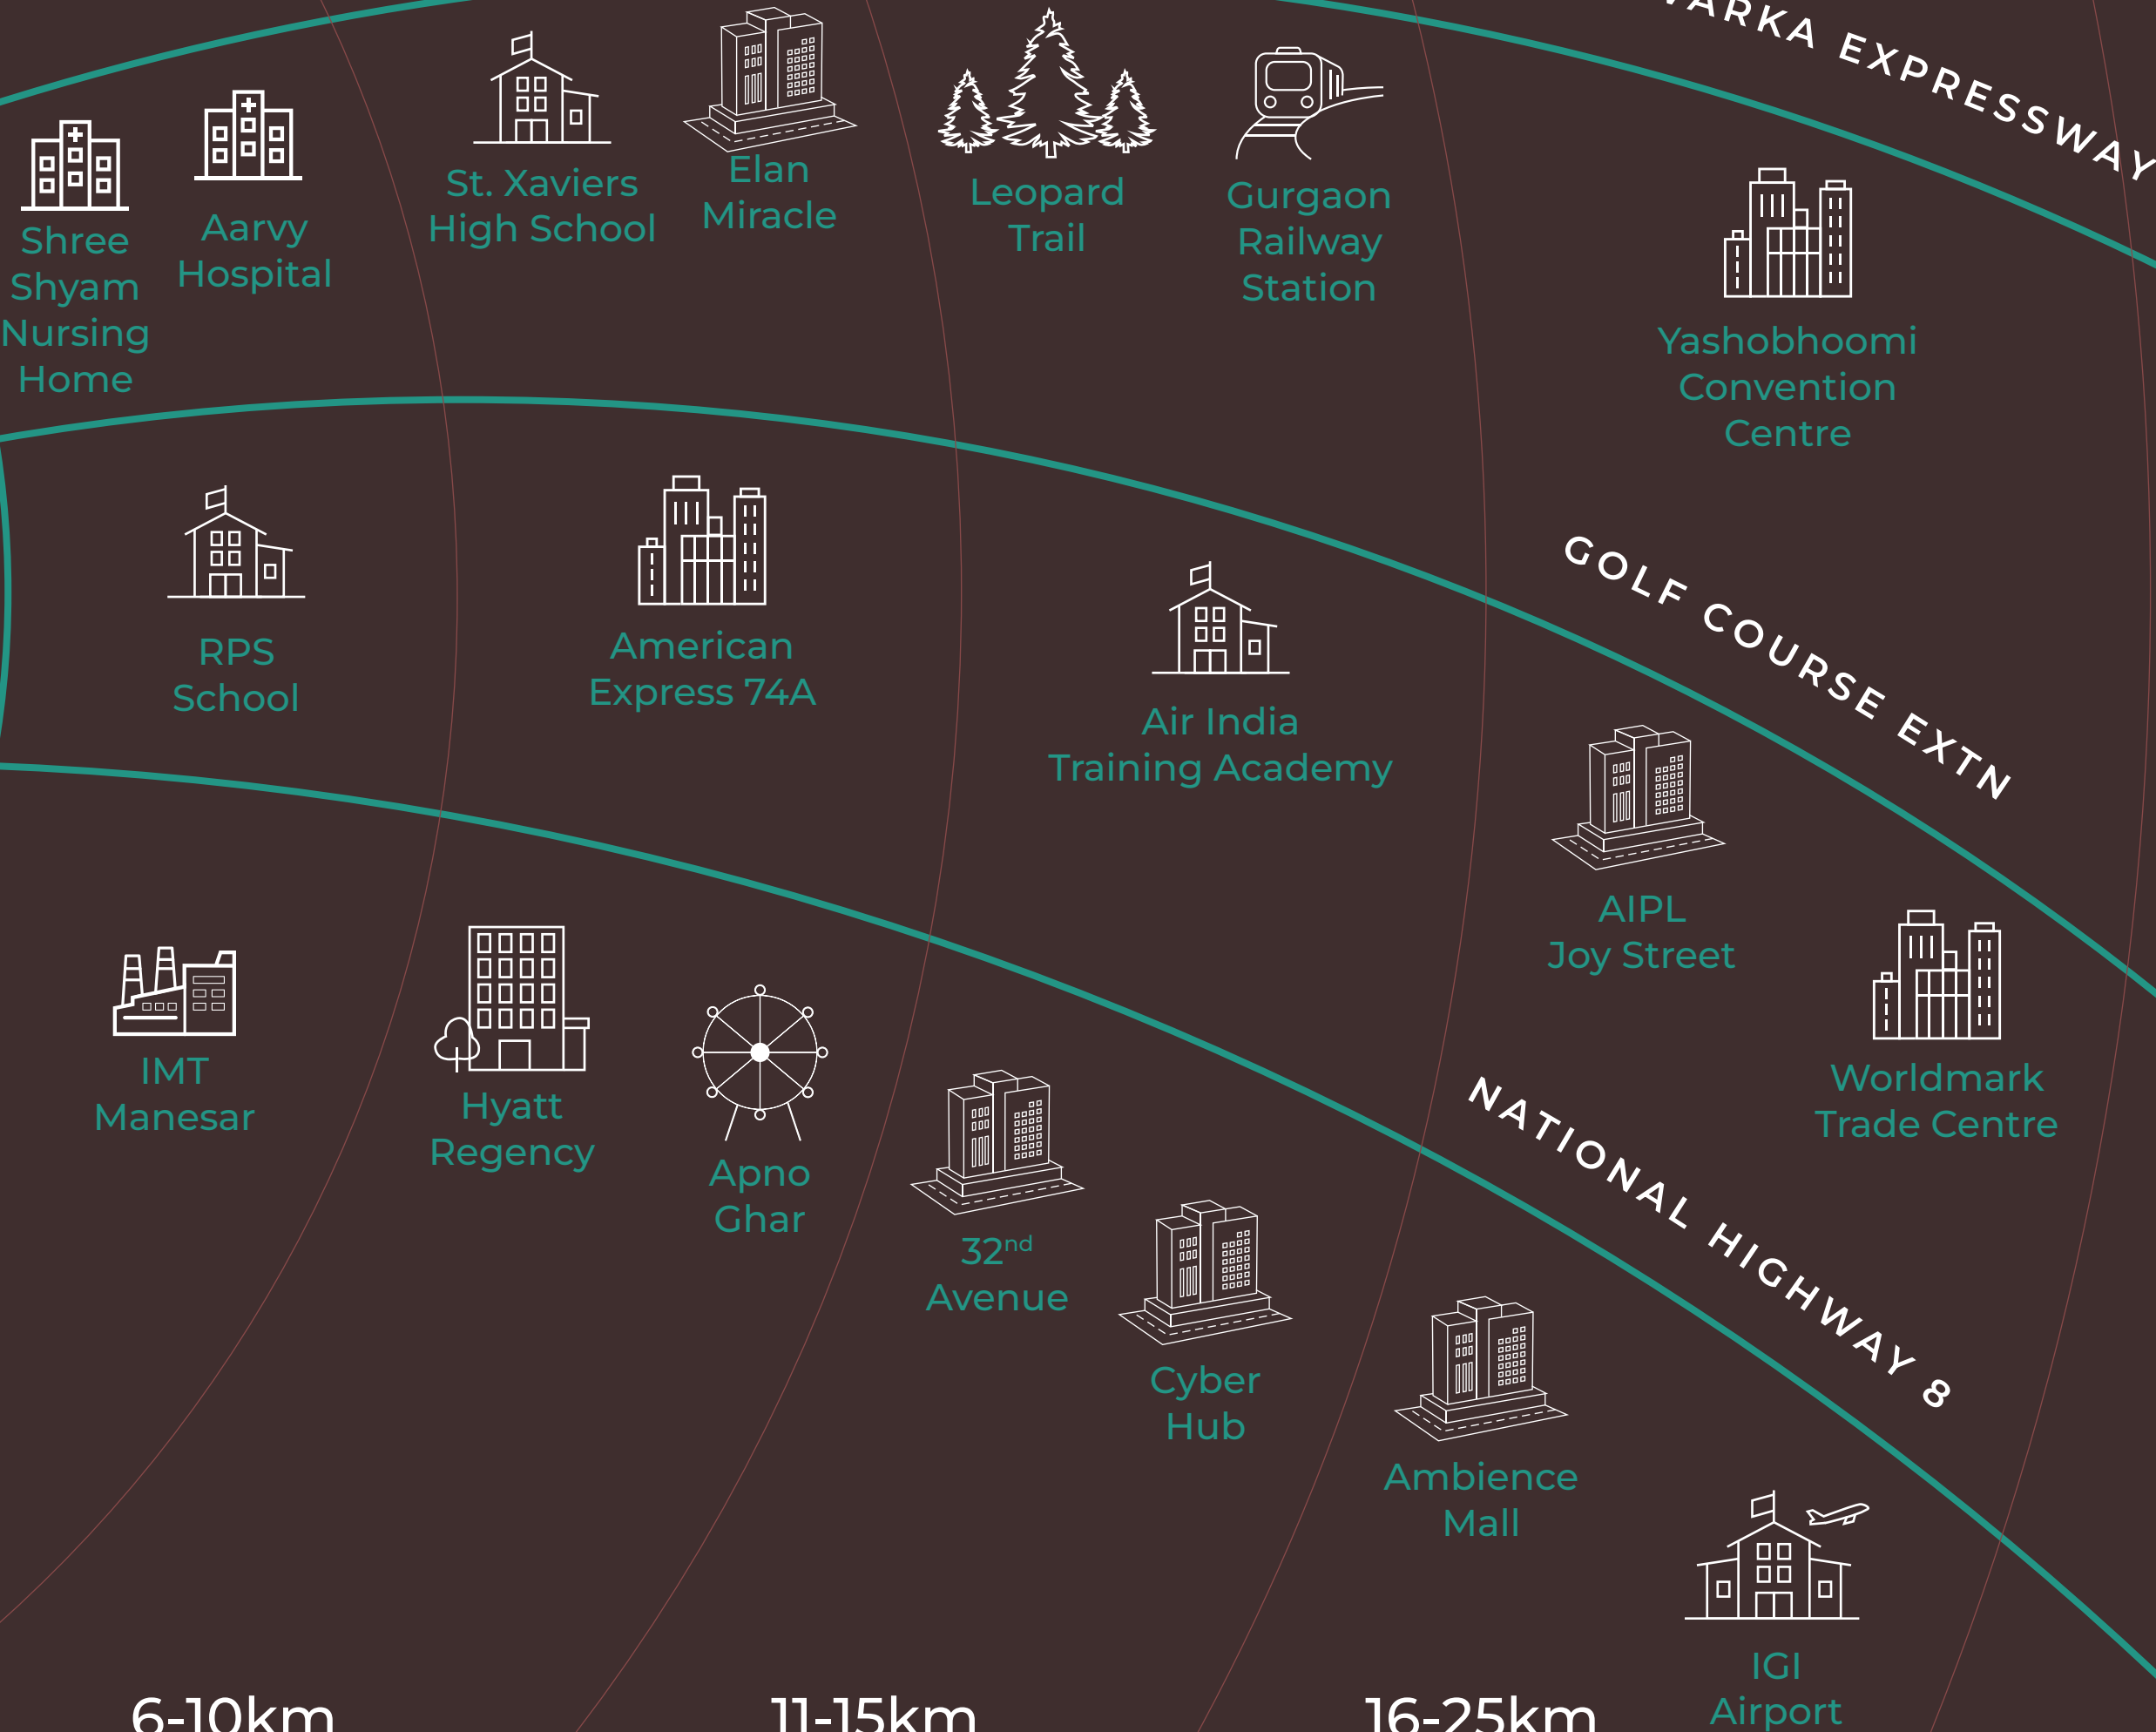 EXPRESSWAY
Shree
Shyam
Nursing
Home
Aarvy
Hospital
St. Xaviers
High School
Elan
Miracle
Leopard
Trail
Gurgaon
Railway
Station
Yashobhoomi
Convention
Centre
GOLF COURSE EXTN
RPS
School
American
Express 74A
Air India
Training Academy
AIPL
Joy Street
Worldmark
Trade Centre
NATIONAL HIGHWAY 8
IMT
Manesar
Hyatt
Regency
Apno
Ghar
32nd
Avenue
Cyber
Hub
Ambience
Mall
IGI
Airport
6-10km
11-15km
16-25km